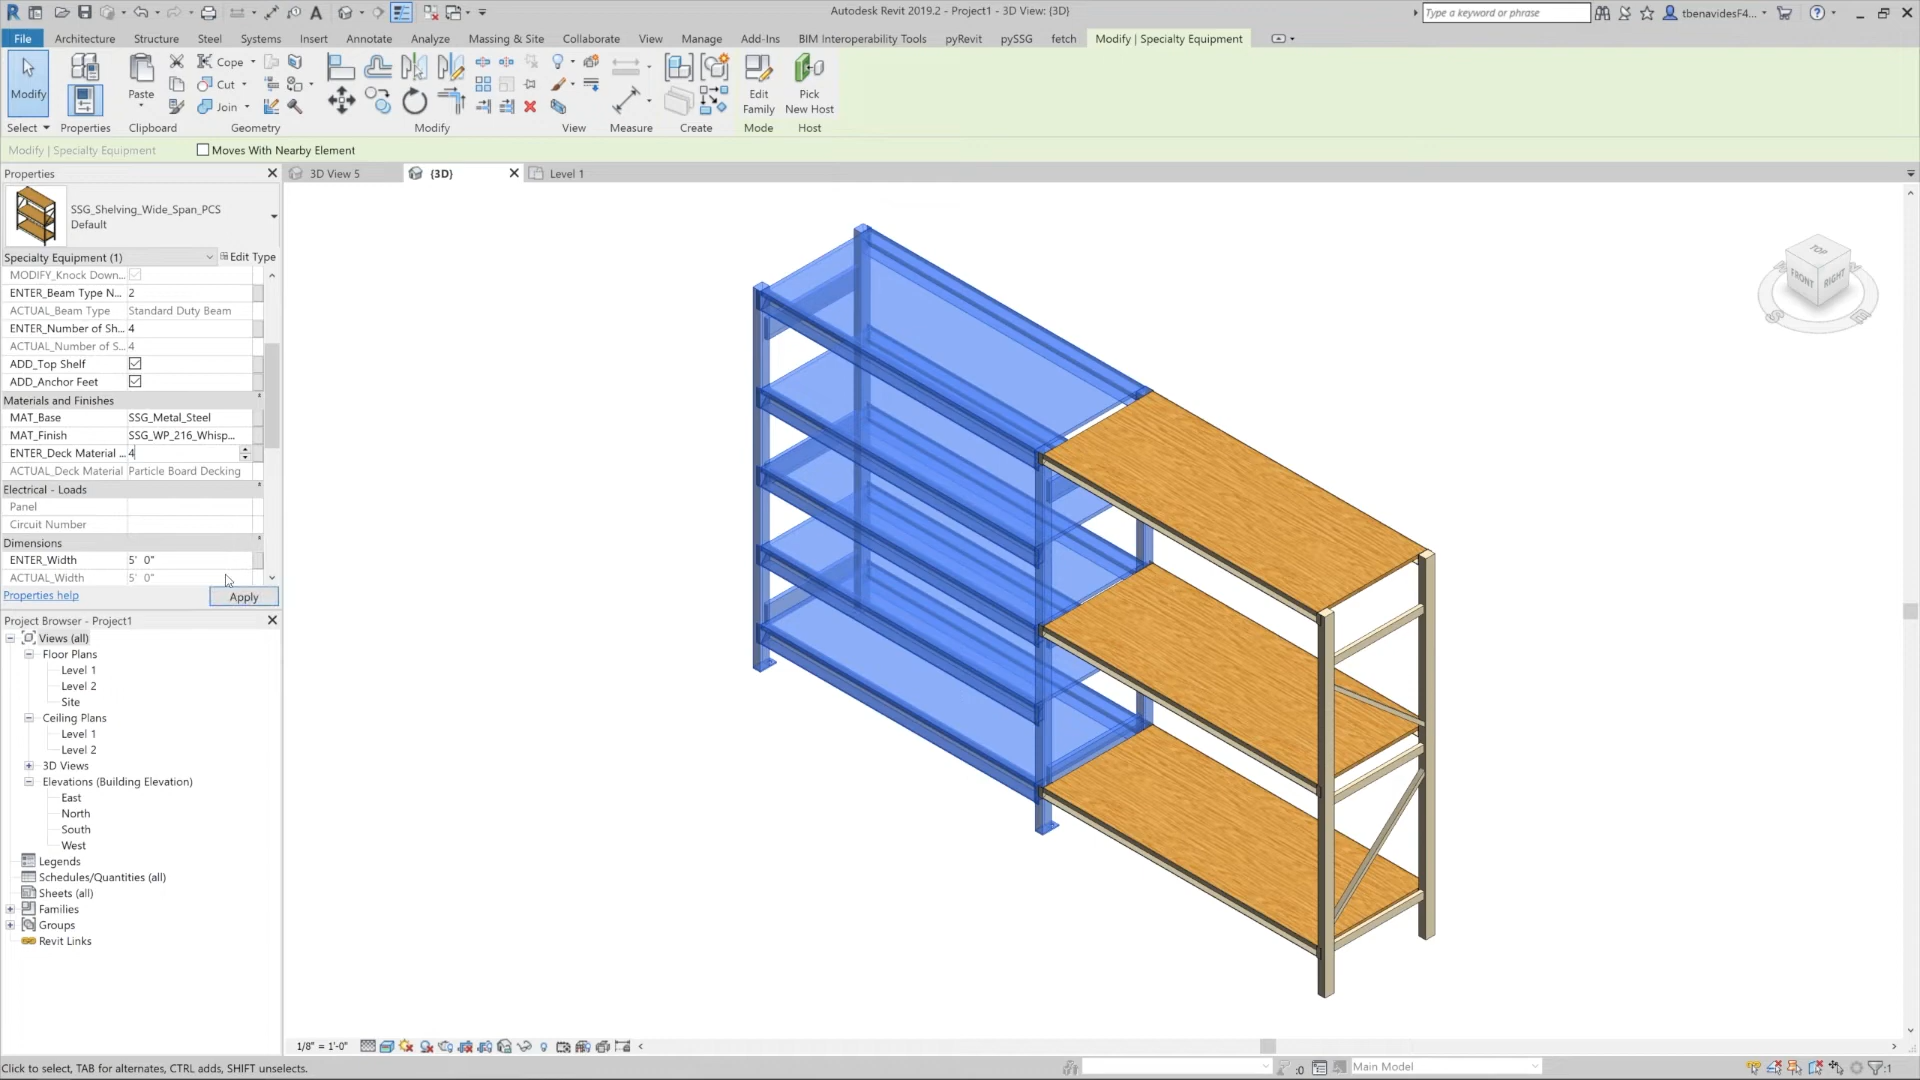 Autodesk Revit 2019.2 - Project1 - 3D View: {3D}
Type a keyword or phrase
tbenavidesF4...
File
Architecture
Structure
Steel
Systems
Insert
Annotate
Analyze
Massing & Site
Collaborate
View
Manage
Add-Ins
BIM Interoperability Tools
pyRevit
pySSG
fetch
Modify | Specialty Equipment
Modify
Paste
Cope
Cut
Join
Edit
Family
Pick
New Host
Select
Properties
Clipboard
Geometry
Modify
View
Measure
Create
Mode
Host
Modify | Specialty Equipment
Moves With Nearby Element
Properties
3D View 5
{3D}
Level 1
SSG_Shelving_Wide_Span_PCS
Default
Specialty Equipment (1)
Edit Type
MODIFY_Knock Down...
ENTER_Beam Type N... 2
ACTUAL_Beam Type Standard Duty Beam
ENTER_Number of Sh... 4
ACTUAL_Number of S... 4
ADD_Top Shelf
ADD_Anchor Feet
Materials and Finishes
MAT_Base SSG_Metal_Steel
MAT_Finish SSG_WP_216_Whisp...
ENTER_Deck Material ... 4
ACTUAL_Deck Material Particle Board Decking
Electrical - Loads
Panel
Circuit Number
Dimensions
ENTER_Width 5' 0"
ACTUAL_Width 5' 0"
Properties help
Apply
Project Browser - Project1
Views (all)
Floor Plans
Level 1
Level 2
Site
Ceiling Plans
Level 1
Level 2
3D Views
Elevations (Building Elevation)
East
North
South
West
Legends
Schedules/Quantities (all)
Sheets (all)
Families
Groups
Revit Links
TOP
FRONT
RIGHT
1/8" = 1'-0"
Click to select, TAB for alternates, CTRL adds, SHIFT unselects.
:0
Main Model
:1